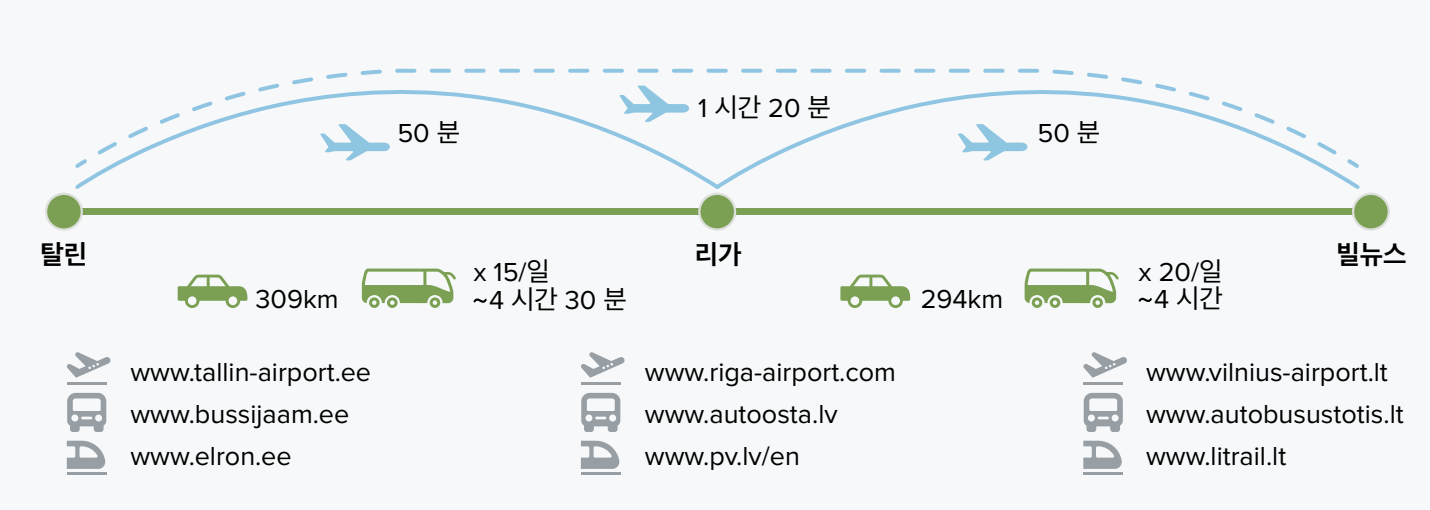 1 시간 20 분
50 분
50 분
탈린
리가
빌뉴스
309km
x 15/일
~4 시간 30 분
294km
x 20/일
~4 시간
www.tallin-airport.ee
www.bussijaam.ee
www.elron.ee
www.riga-airport.com
www.autoosta.lv
www.pv.lv/en
www.vilnius-airport.lt
www.autobusustotis.lt
www.litrail.lt